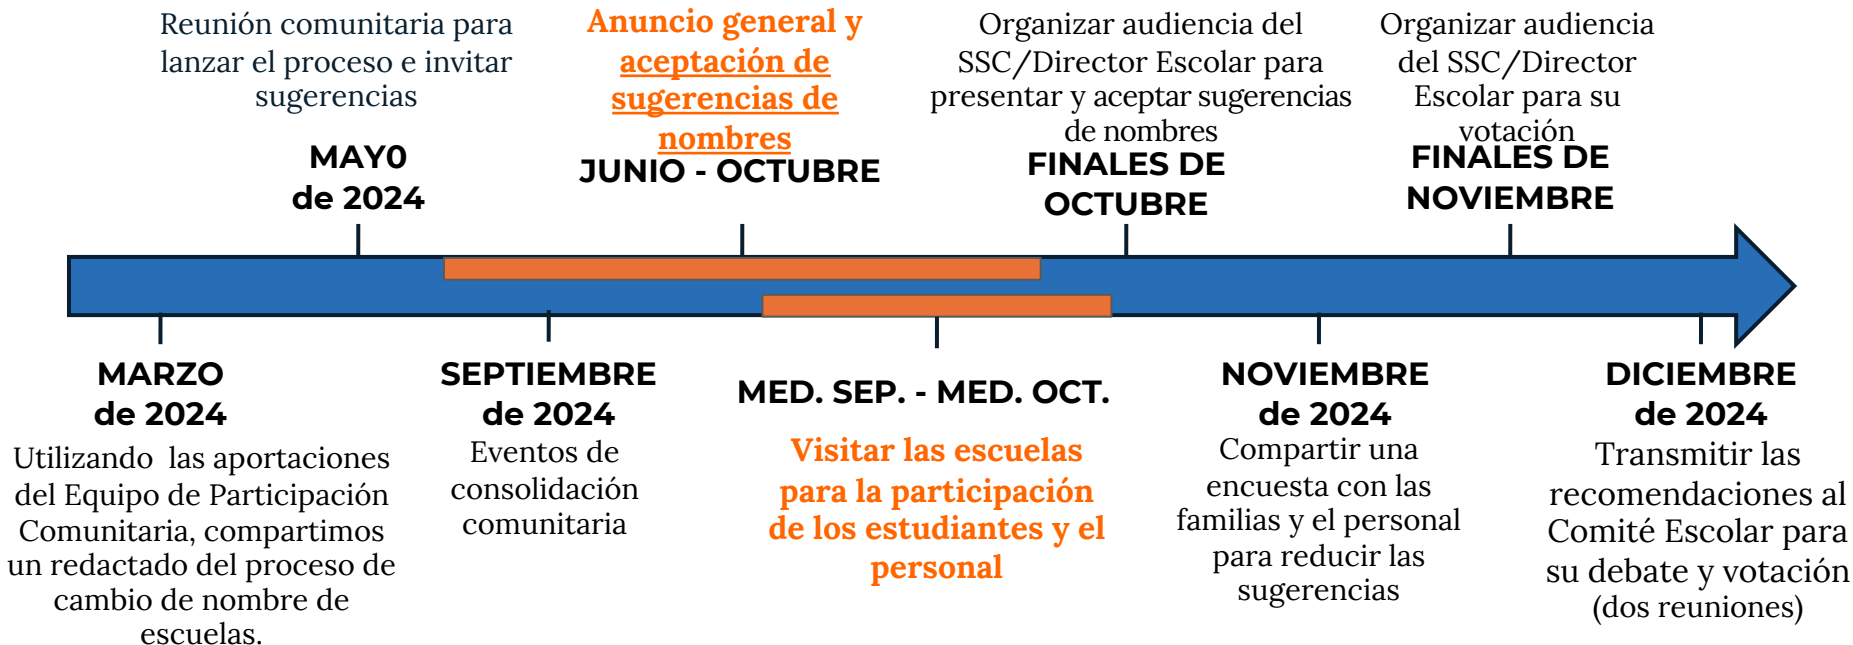 Reunión comunitaria para
lanzar el proceso e invitar
sugerencias
MAY0
de 2024
Anuncio general y
aceptación de
sugerencias de
nombres
JUNIO - OCTUBRE
Organizar audiencia del
SSC/Director Escolar para
presentar y aceptar sugerencias
de nombres
FINALES DE
OCTUBRE
Organizar audiencia
del SSC/Director
Escolar para su
votación
FINALES DE
NOVIEMBRE
MARZO
de 2024
Utilizando las aportaciones
del Equipo de Participación
Comunitaria, compartimos
un redactado del proceso de
cambio de nombre de
escuelas.
SEPTIEMBRE
de 2024
Eventos de
consolidación
comunitaria
MED. SEP. - MED. OCT.
Visitar las escuelas
para la participación
de los estudiantes y el
personal
NOVIEMBRE
de 2024
Compartir una
encuesta con las
familias y el personal
para reducir las
sugerencias
DICIEMBRE
de 2024
Transmitir las
recomendaciones al
Comité Escolar para
su debate y votación
(dos reuniones)